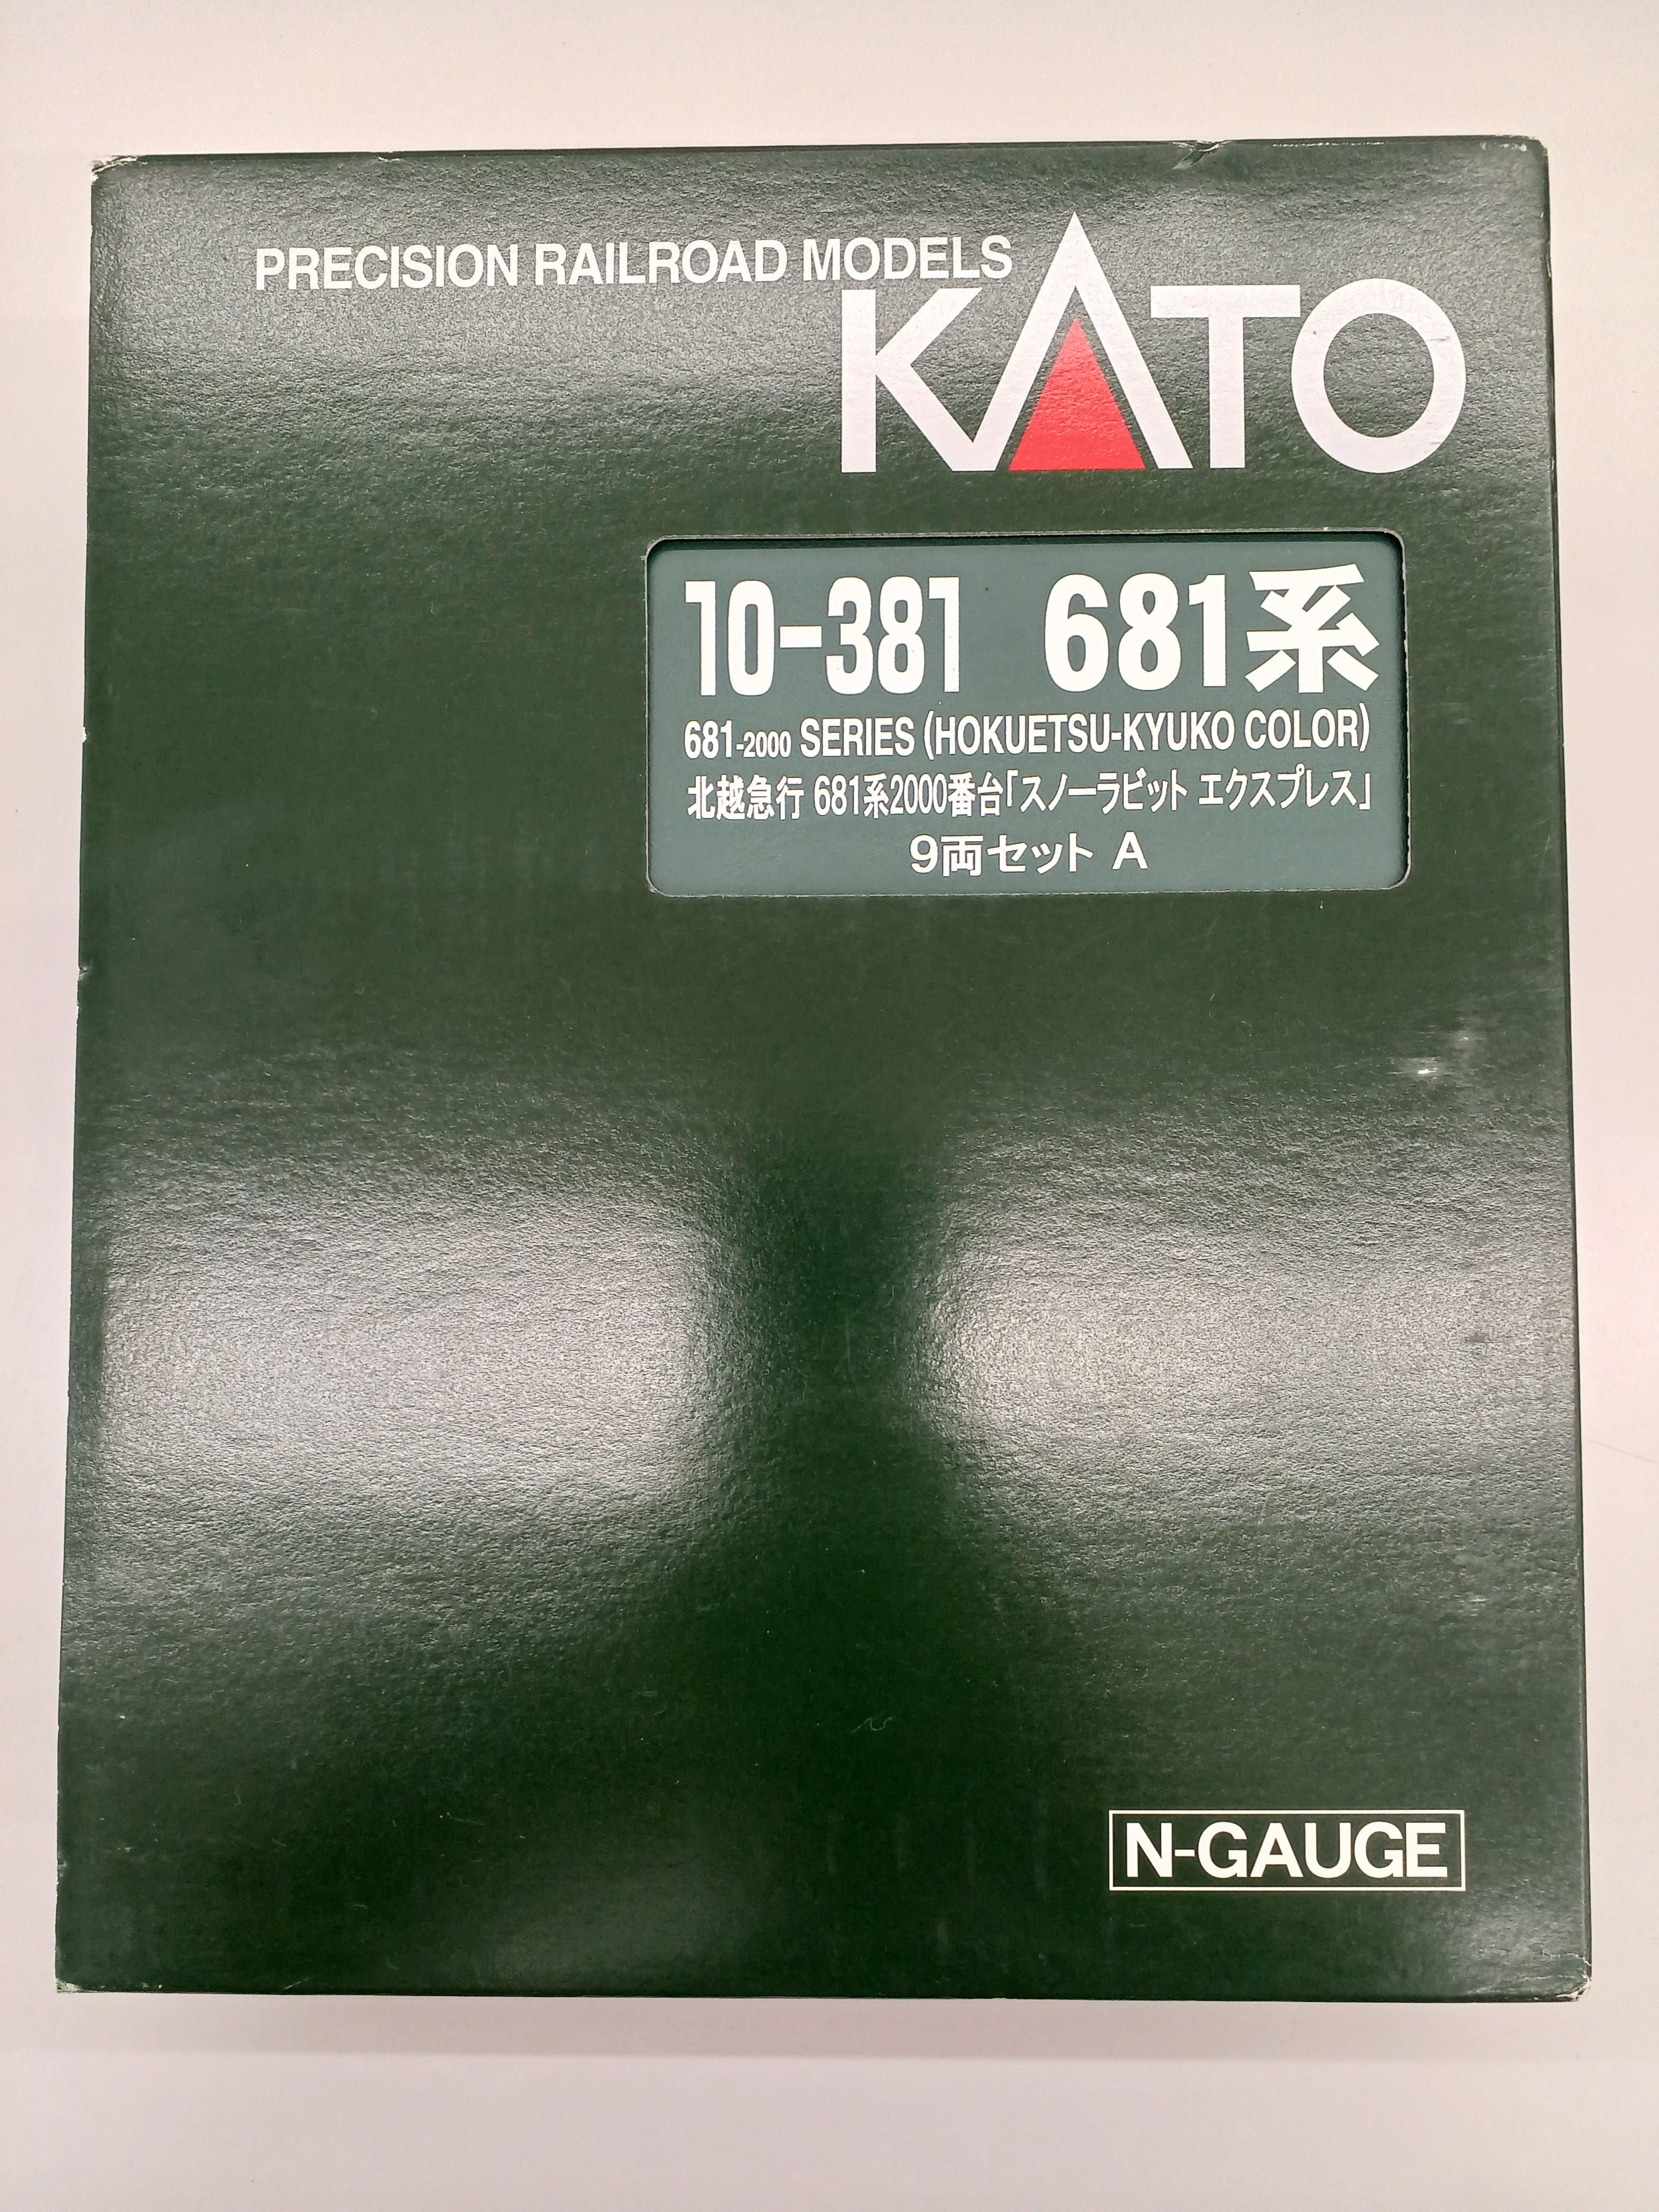 PRECISION RAILROAD MODELS
KATO
10-381 681系
681-2000 SERIES (HOKUETSU-KYUKO COLOR)
北越急行 681系2000番台「スノーラビット エクスプレス」
9両セット A
N-GAUGE